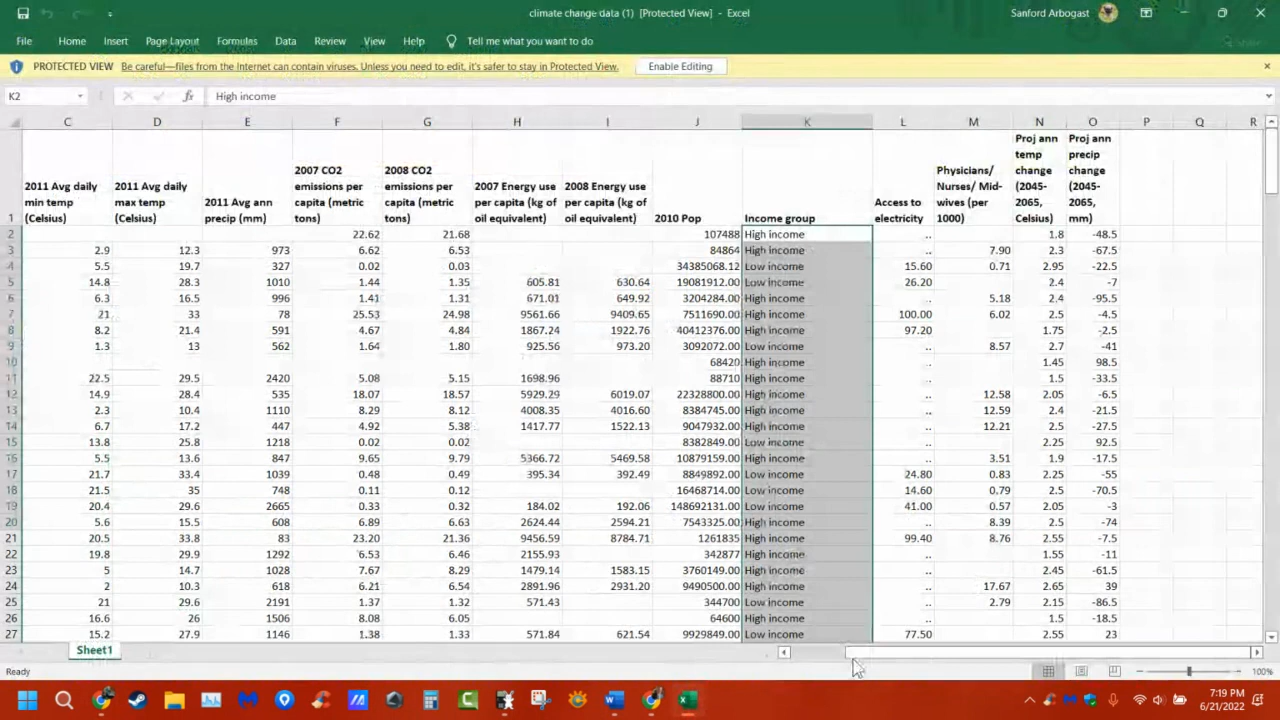 climate change data (1) [Protected View] - Excel
Sanford Arbogast
File Home Insert Page Layout Formulas Data Review View Help Tell me what you want to do
PROTECTED VIEW Be careful—files from the Internet can contain viruses. Unless you need to edit, it's safer to stay in Protected View. Enable Editing
K2 fx High income
C D E F G H I J K L M N O P Q R
1 2011 Avg daily min temp (Celsius) 2011 Avg daily max temp (Celsius) 2011 Avg ann precip (mm) 2007 CO2 emissions per capita (metric tons) 2008 CO2 emissions per capita (metric tons) 2007 Energy use per capita (kg of oil equivalent) 2008 Energy use per capita (kg of oil equivalent) 2010 Pop Income group Access to electricity Physicians/ Nurses/ Mid-wives (per 1000) Proj ann temp change (2045-2065, Celsius) Proj ann precip change (2045-2065, mm)
2 22.62 21.68 107488 High income .. 1.8 -48.5
3 2.9 12.3 973 6.62 6.53 84864 High income .. 7.90 2.3 -67.5
4 5.5 19.7 327 0.02 0.03 34385068.12 Low income 15.60 0.71 2.95 -22.5
5 14.8 28.3 1010 1.44 1.35 605.81 630.64 19081912.00 Low income 26.20 2.4 -7
6 6.3 16.5 996 1.41 1.31 671.01 649.92 3204284.00 High income .. 5.18 2.4 -95.5
7 21 33 78 25.53 24.98 9561.66 9409.65 7511690.00 High income 100.00 6.02 2.5 -4.5
8 8.2 21.4 591 4.67 4.84 1867.24 1922.76 40412376.00 High income 97.20 1.75 -2.5
9 1.3 13 562 1.64 1.80 925.56 973.20 3092072.00 Low income .. 8.57 2.7 -41
10 68420 High income .. 1.45 98.5
11 22.5 29.5 2420 5.08 5.15 1698.96 88710 High income .. 1.5 -33.5
12 14.9 28.4 535 18.07 18.57 5929.29 6019.07 22328800.00 High income .. 12.58 2.05 -6.5
13 2.3 10.4 1110 8.29 8.12 4008.35 4016.60 8384745.00 High income .. 12.59 2.4 -21.5
14 6.7 17.2 447 4.92 5.38 1417.77 1522.13 9047932.00 High income .. 12.21 2.5 -27.5
15 13.8 25.8 1218 0.02 0.02 8382849.00 Low income .. 2.25 92.5
16 5.5 13.6 847 9.65 9.79 5366.72 5469.58 10879159.00 High income .. 3.51 1.9 -17.5
17 21.7 33.4 1039 0.48 0.49 395.34 392.49 8849892.00 Low income 24.80 0.83 2.25 -55
18 21.5 35 748 0.11 0.12 16468714.00 Low income 14.60 0.79 2.5 -70.5
19 20.4 29.6 2665 0.33 0.32 184.02 192.06 148692131.00 Low income 41.00 0.57 2.05 -3
20 5.6 15.5 608 6.89 6.63 2624.44 2594.21 7543325.00 High income .. 8.39 2.5 -74
21 20.5 33.8 83 23.20 21.36 9456.59 8784.71 1261835 High income 99.40 8.76 2.55 -7.5
22 19.8 29.9 1292 6.53 6.46 2155.93 342877 High income .. 1.55 -11
23 5 14.7 1028 7.67 8.29 1479.14 1583.15 3760149.00 High income .. 2.45 -61.5
24 2 10.3 618 6.21 6.54 2891.96 2931.20 9490500.00 High income .. 17.67 2.65 39
25 21 29.6 2191 1.37 1.32 571.43 344700 Low income .. 2.79 2.15 -86.5
26 16.6 26 1506 8.08 6.05 64600 High income .. 1.5 -18.5
27 15.2 27.9 1146 1.38 1.33 571.84 621.54 9929849.00 Low income 77.50 2.55 23
Sheet1
Ready 100%
7:19 PM
6/21/2022